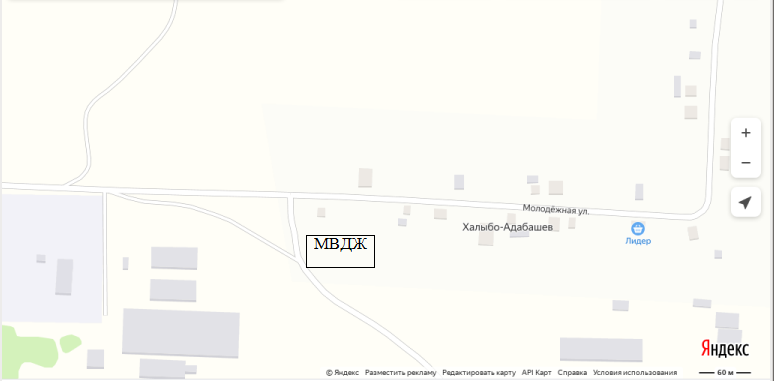 Молодёжная ул.
Халыбо-Адабашев
Лидер
МВДЖ
+
−
Яндекс
© Яндекс Разместить рекламу Редактировать карту API Карт Справка Условия использования
60 м